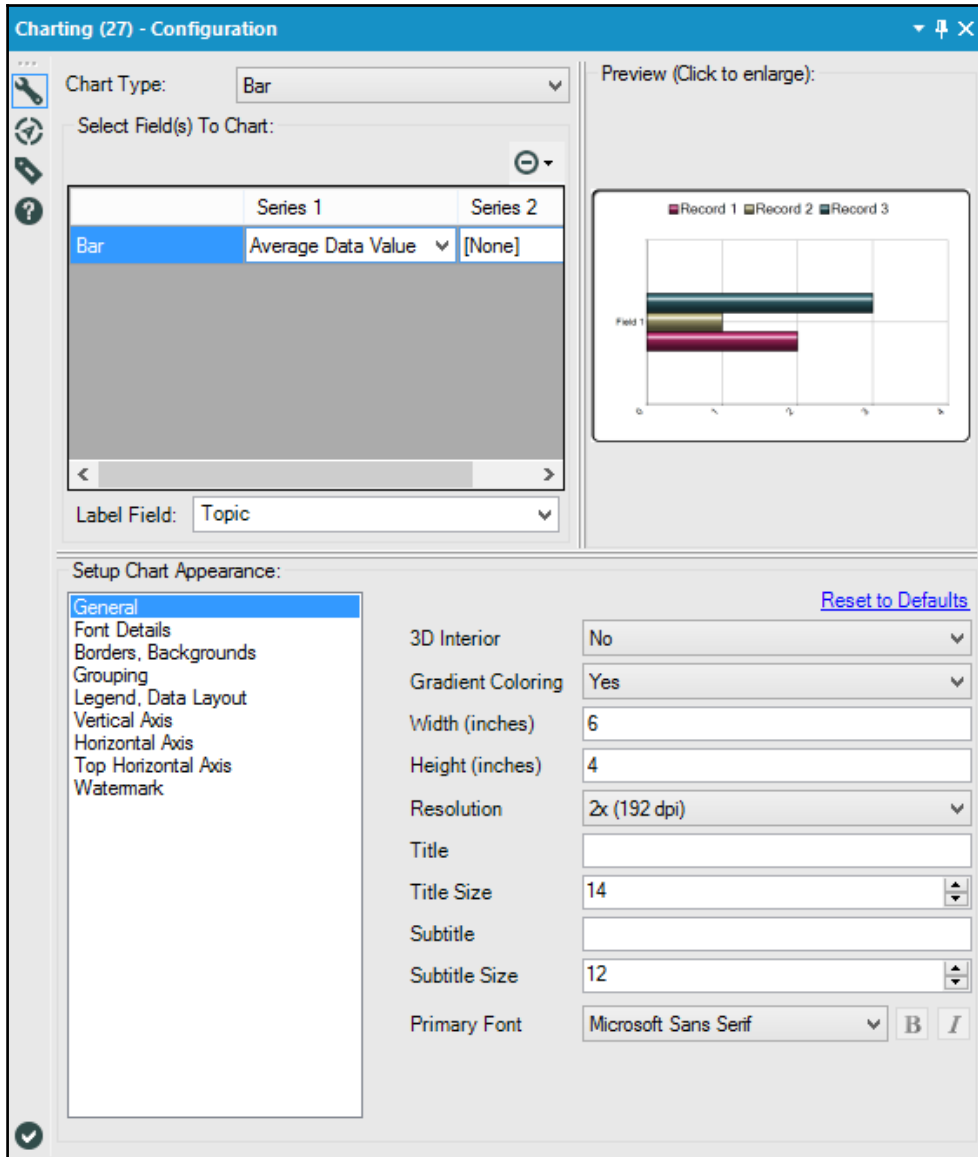 Charting (27) - Configuration
Chart Type: Bar
Select Field(s) To Chart:
Series 1 Series 2
Bar Average Data Value [None]
Label Field: Topic
Preview (Click to enlarge):
Record 1 Record 2 Record 3
Field 1
0 1 2 3 4
Setup Chart Appearance:
General
Font Details
Borders, Backgrounds
Grouping
Legend, Data Layout
Vertical Axis
Horizontal Axis
Top Horizontal Axis
Watermark
Reset to Defaults
3D Interior No
Gradient Coloring Yes
Width (inches) 6
Height (inches) 4
Resolution 2x (192 dpi)
Title
Title Size 14
Subtitle
Subtitle Size 12
Primary Font Microsoft Sans Serif B I